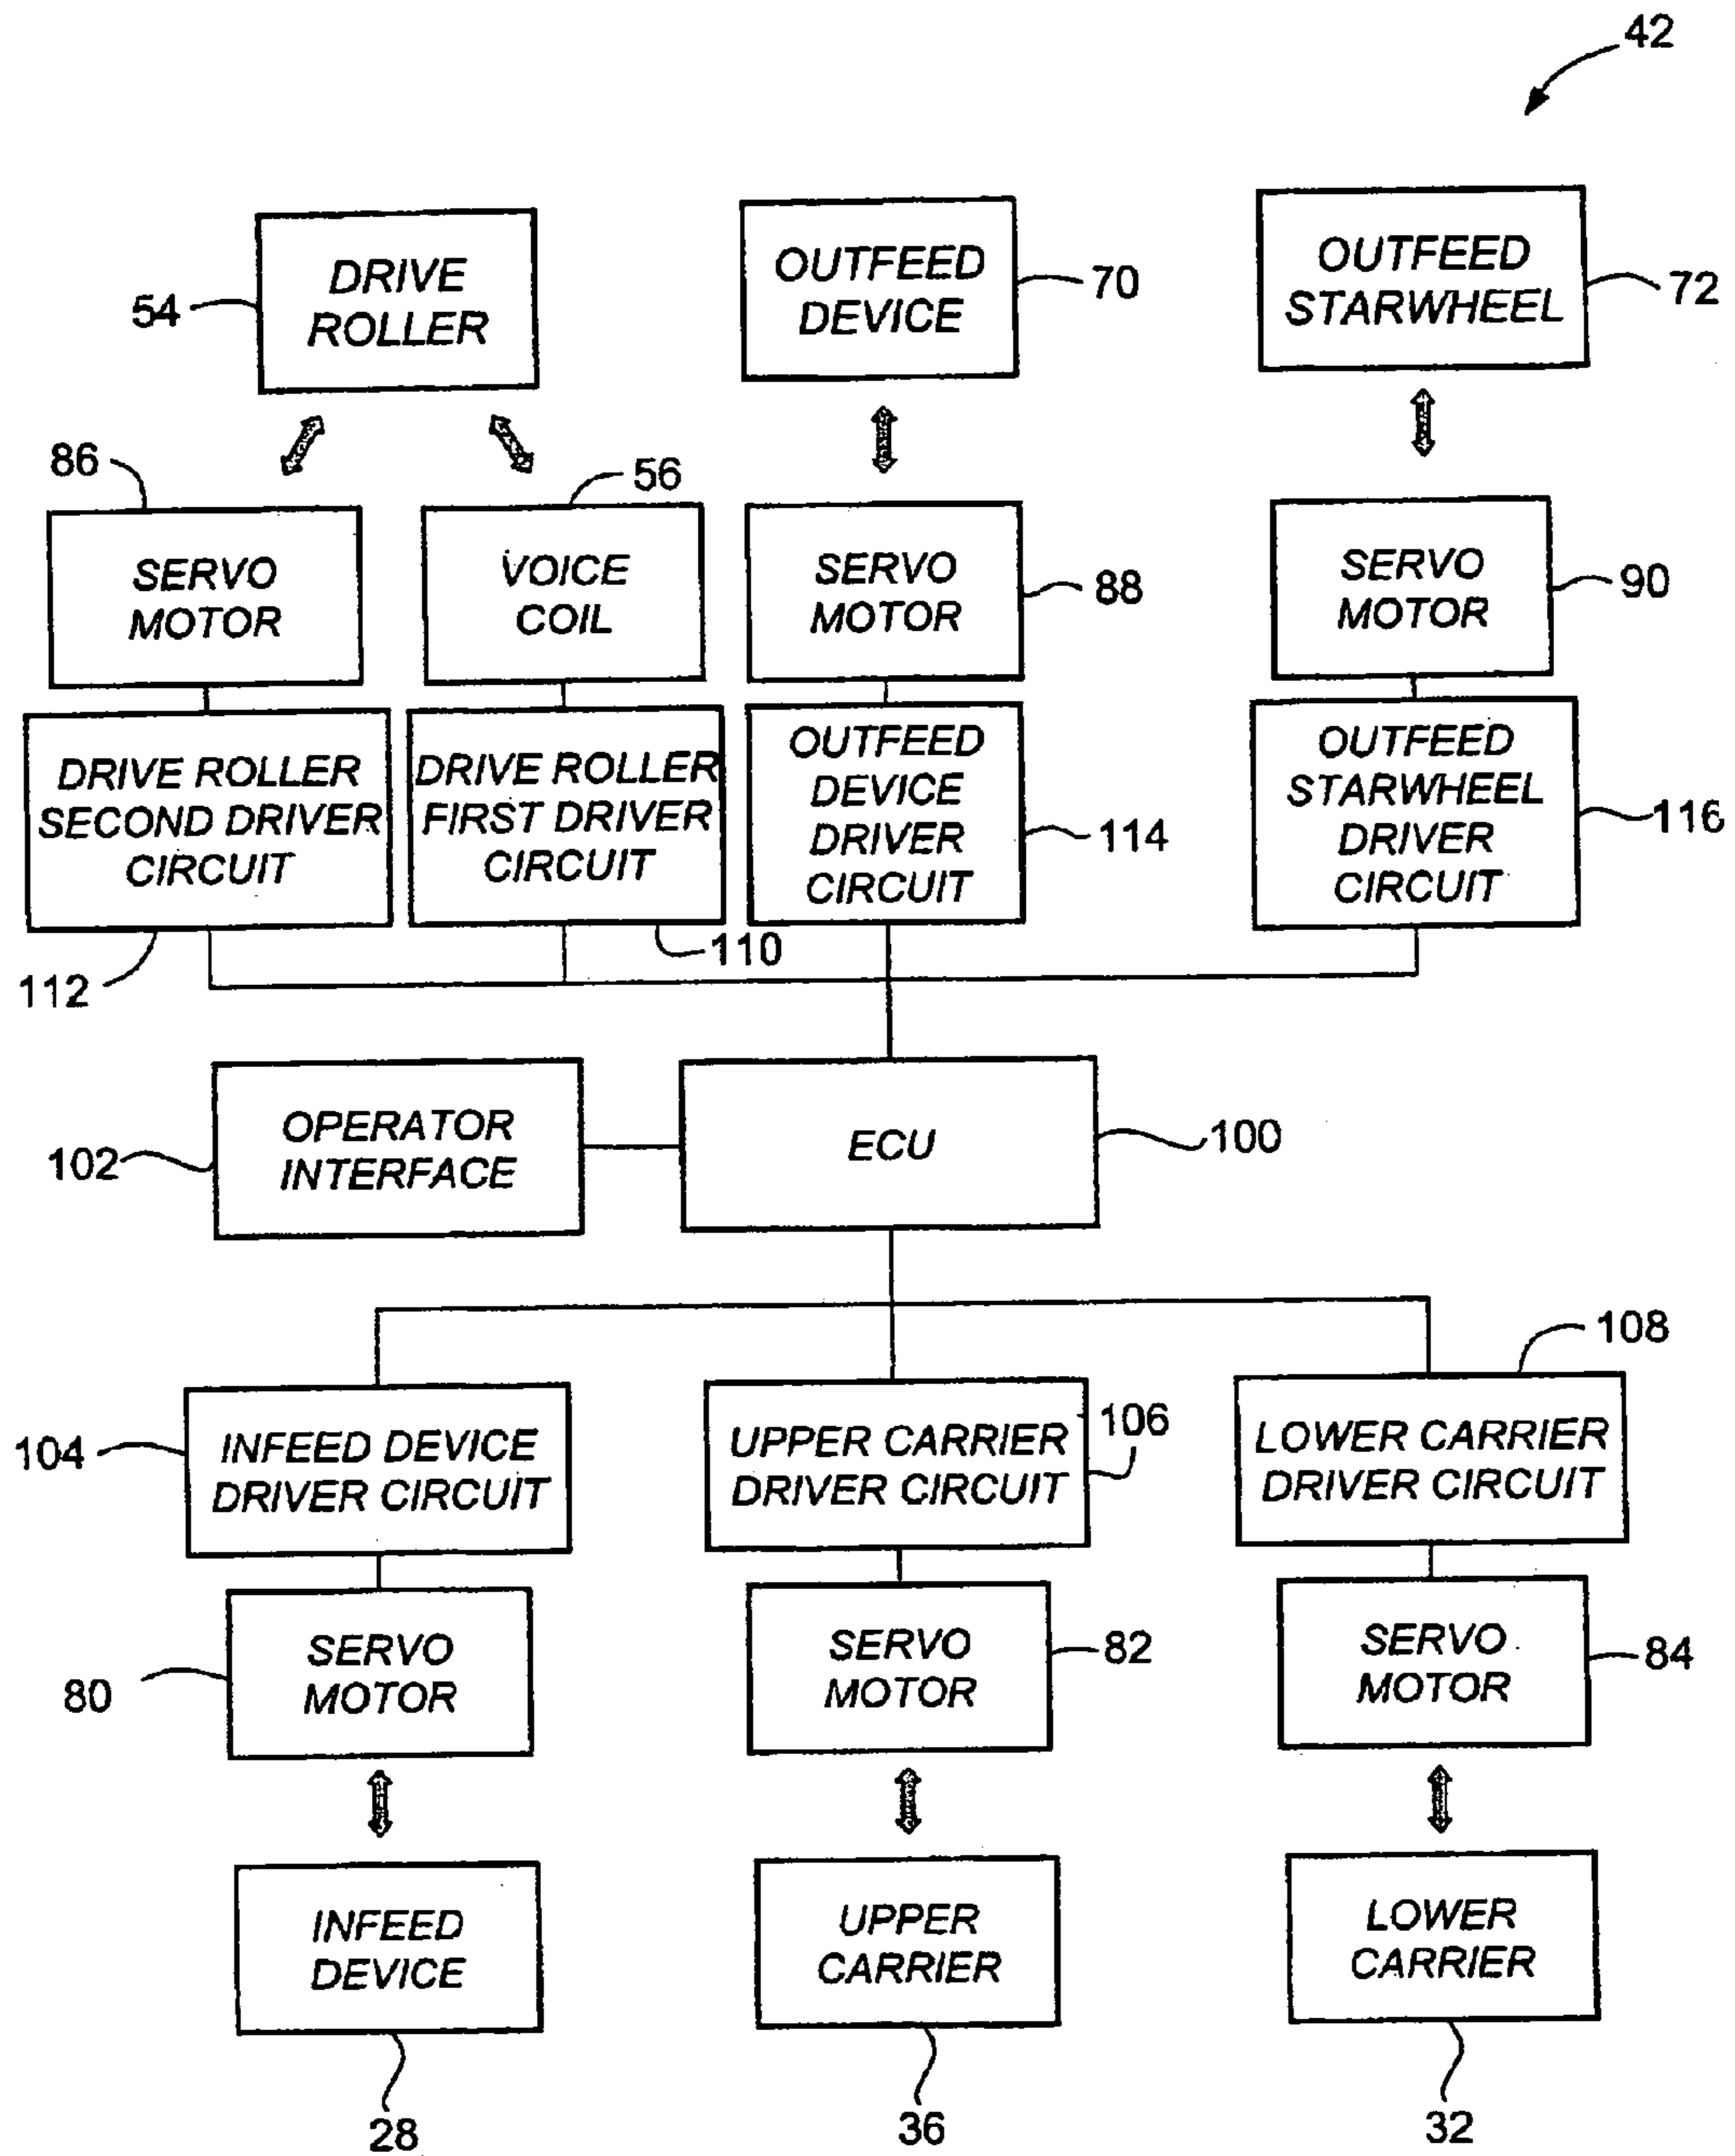 42
DRIVE
ROLLER
54
OUTFEED
DEVICE
70
OUTFEED
STARWHEEL
72
86
SERVO
MOTOR
56
VOICE
COIL
SERVO
MOTOR
88
SERVO
MOTOR
90
DRIVE ROLLER
SECOND DRIVER
CIRCUIT
112
DRIVE ROLLER
FIRST DRIVER
CIRCUIT
110
OUTFEED
DEVICE
DRIVER
CIRCUIT
114
OUTFEED
STARWHEEL
DRIVER
CIRCUIT
116
OPERATOR
INTERFACE
102
ECU
100
104
INFEED DEVICE
DRIVER CIRCUIT
UPPER CARRIER
DRIVER CIRCUIT
106
108
LOWER CARRIER
DRIVER CIRCUIT
80
SERVO
MOTOR
SERVO
MOTOR
82
SERVO
MOTOR
84
INFEED
DEVICE
28
UPPER
CARRIER
36
LOWER
CARRIER
32